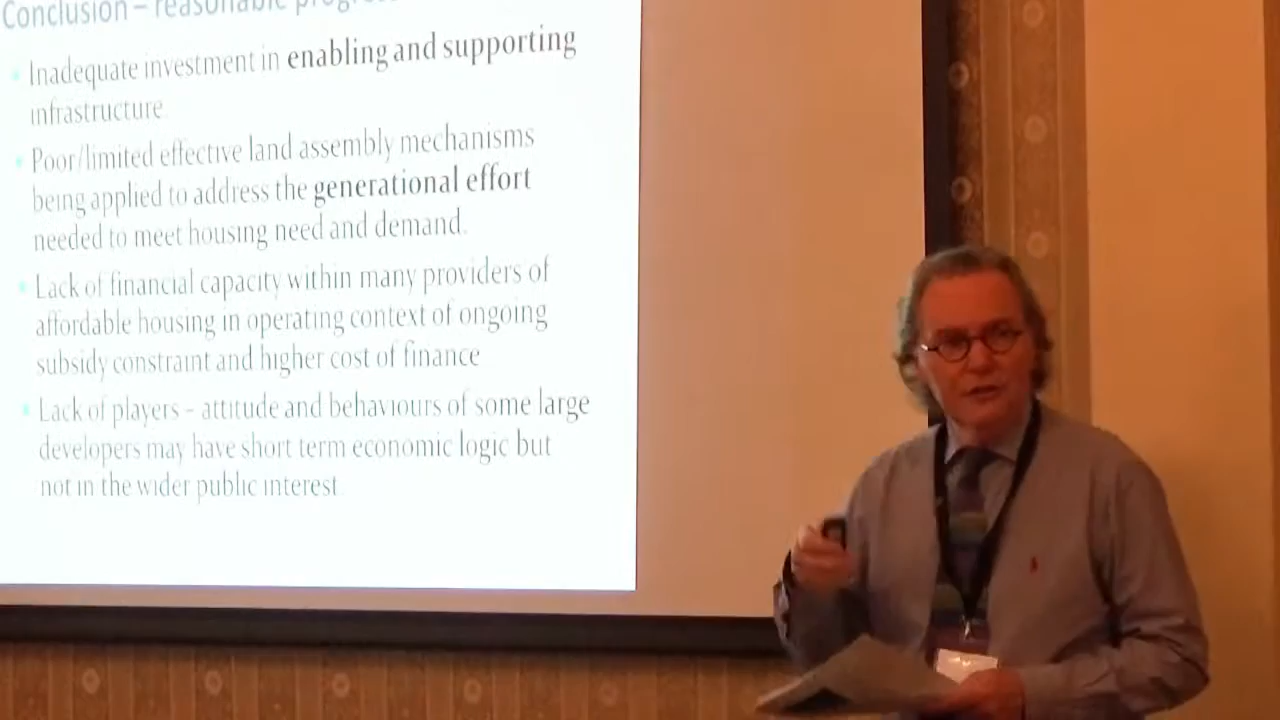 Conclusion – reasonable
Inadequate investment in enabling and supporting
infrastructure.
Poor/limited effective land assembly mechanisms
being applied to address the generational effort
needed to meet housing need and demand.
Lack of financial capacity within many providers of
affordable housing in operating context of ongoing
subsidy constraint and higher cost of finance
Lack of players – attitude and behaviours of some large
developers may have short term economic logic but
not in the wider public interest.